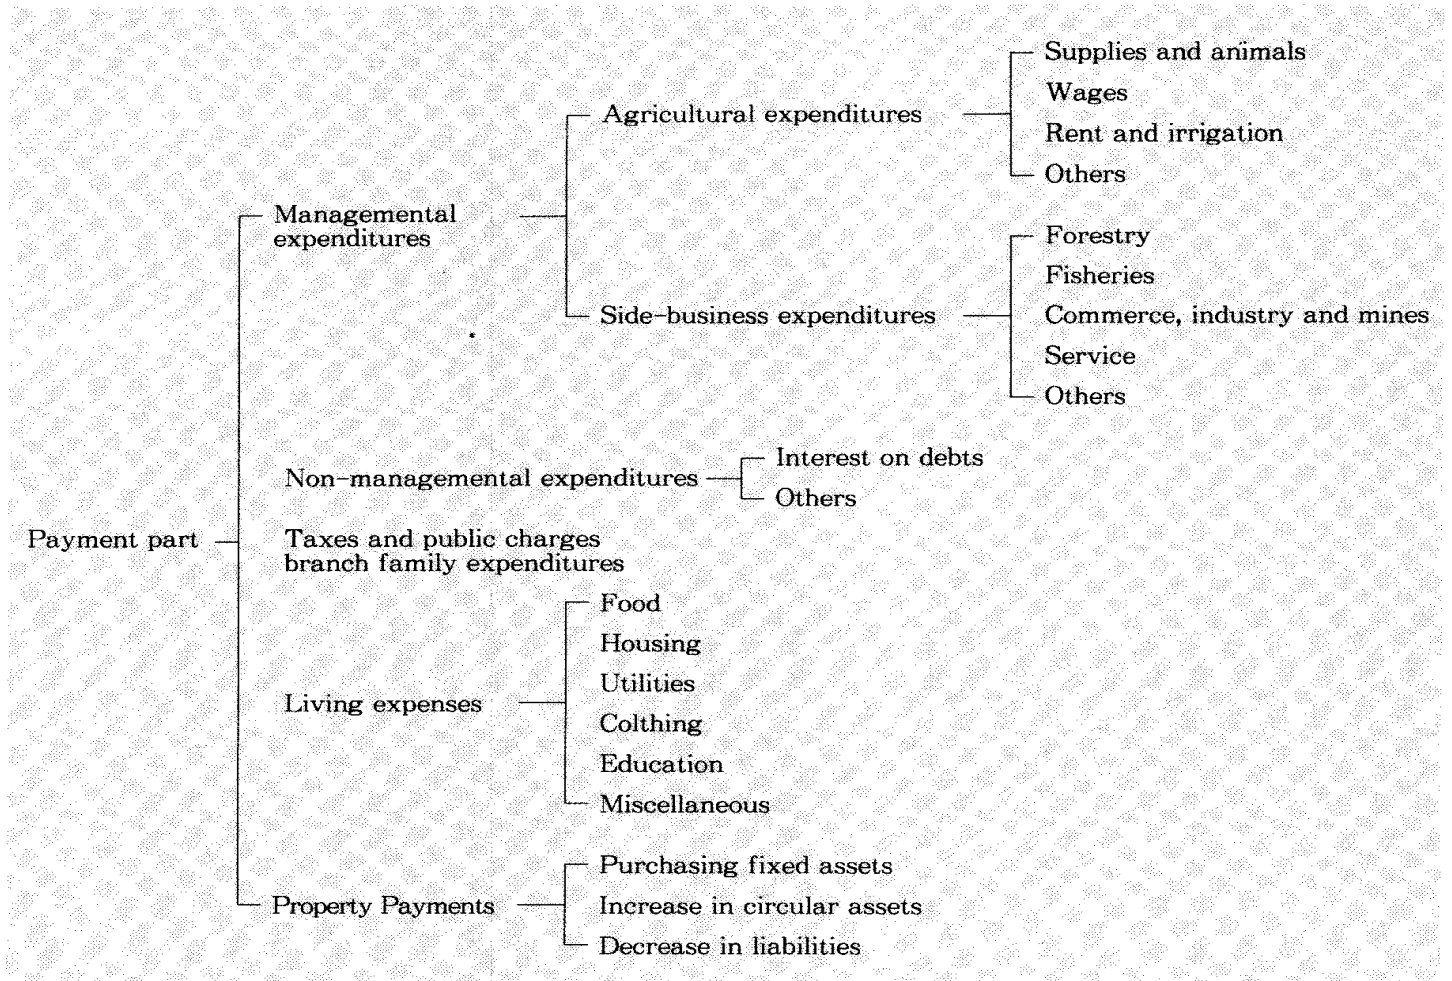 Payment part
Managemental
expenditures
Agricultural expenditures
Supplies and animals
Wages
Rent and irrigation
Others
Side-business expenditures
Forestry
Fisheries
Commerce, industry and mines
Service
Others
Non-managemental expenditures
Interest on debts
Others
Taxes and public charges
branch family expenditures
Living expenses
Food
Housing
Utilities
Colthing
Education
Miscellaneous
Property Payments
Purchasing fixed assets
Increase in circular assets
Decrease in liabilities